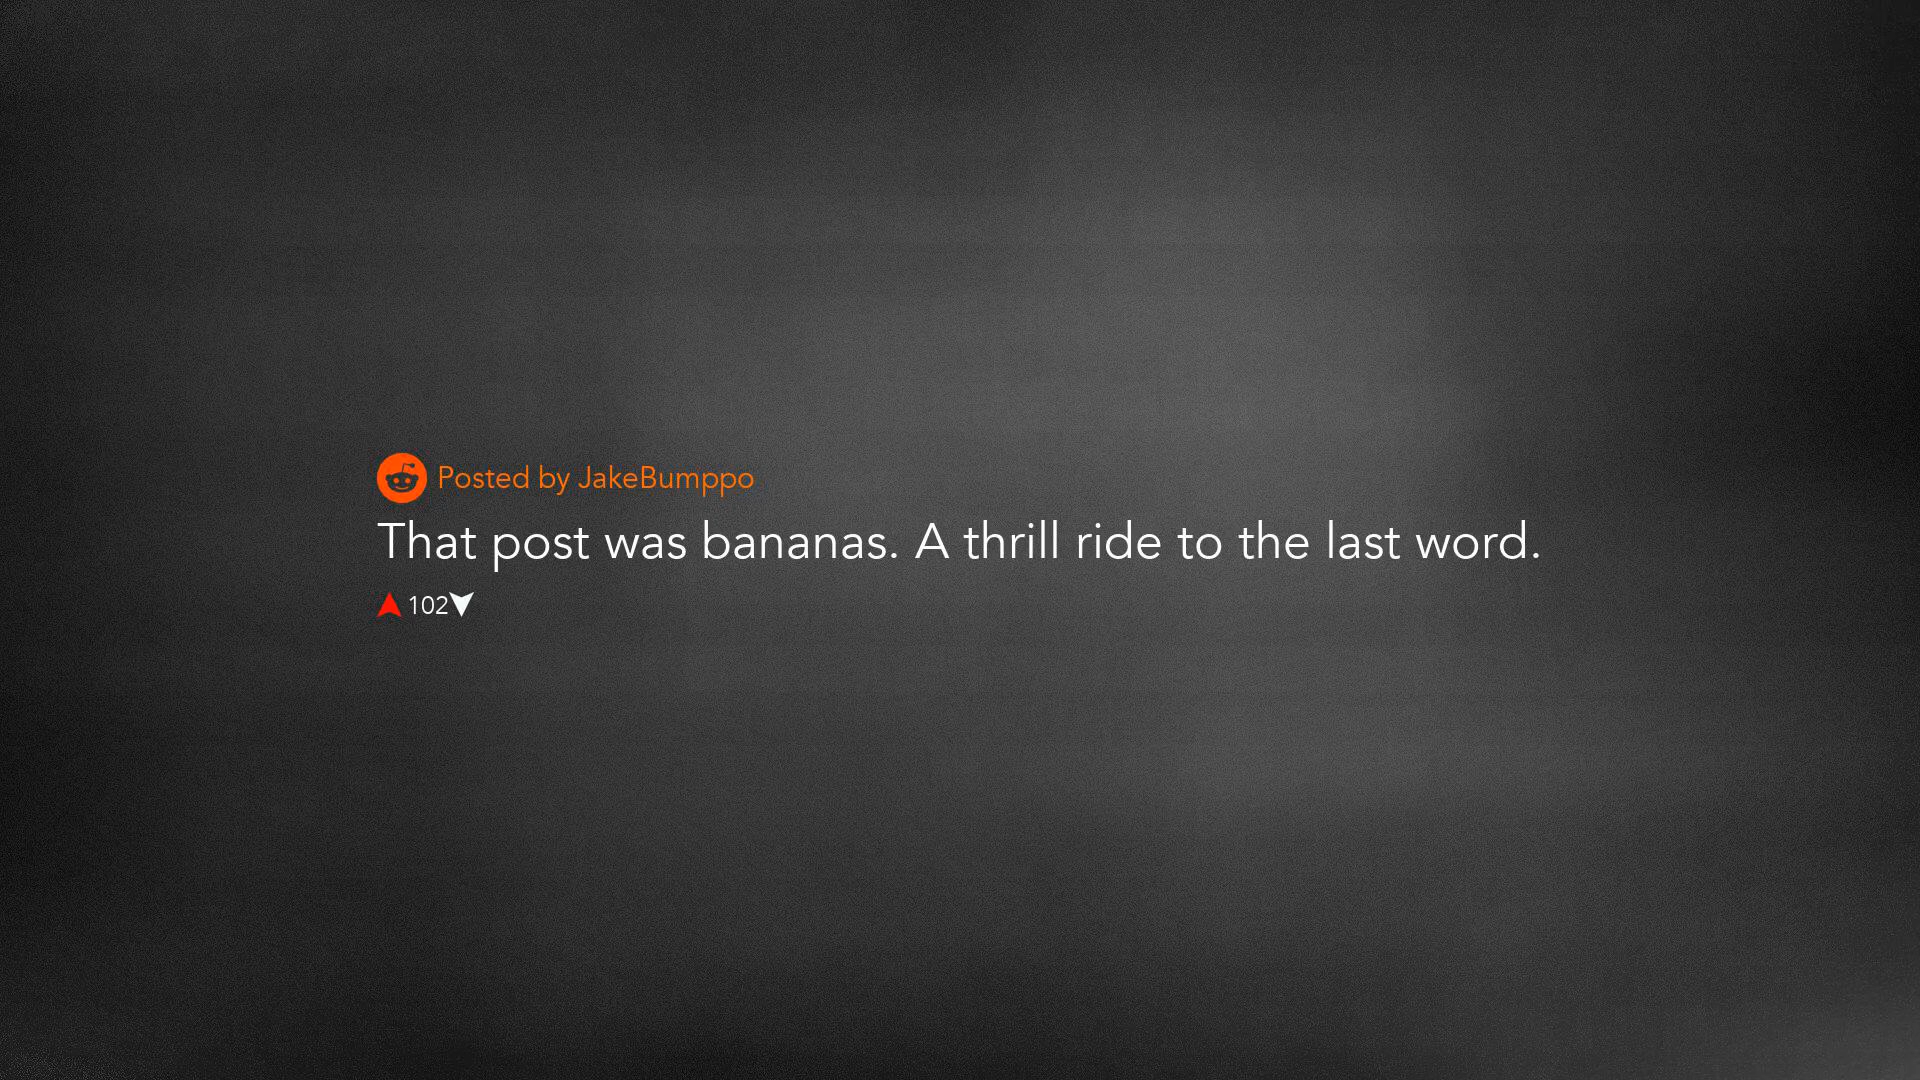 Posted by JakeBumppo
That post was bananas. A thrill ride to the last word.
102